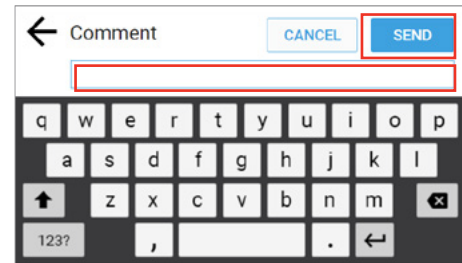 Comment CANCEL SEND
q w e r t y u i o p
a s d f g h j k l
z x c v b n m
123? , .